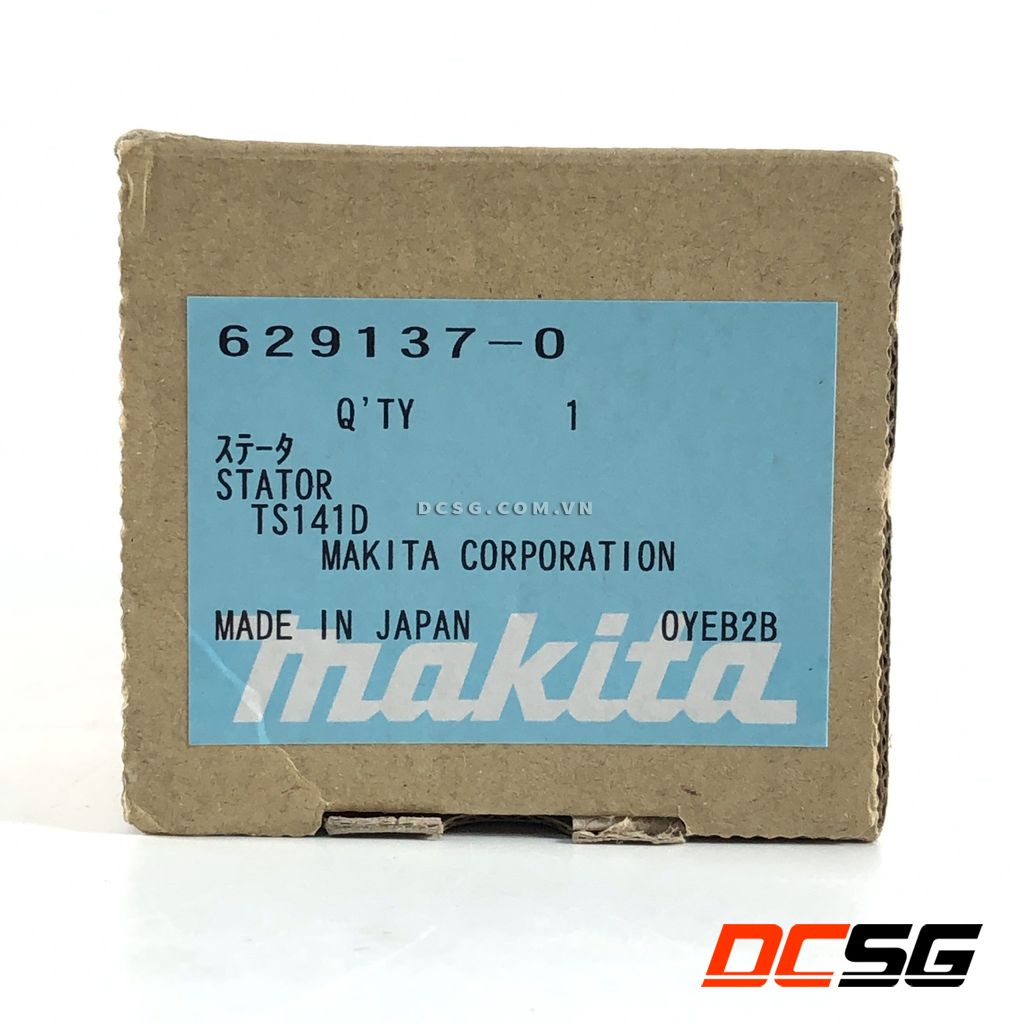 629137-0
Q'TY 1
ｽﾃｰﾀ
STATOR
TS141D
DCSG.COM.VN
MAKITA CORPORATION
MADE IN JAPAN 0YEB2B
makita
DCSG